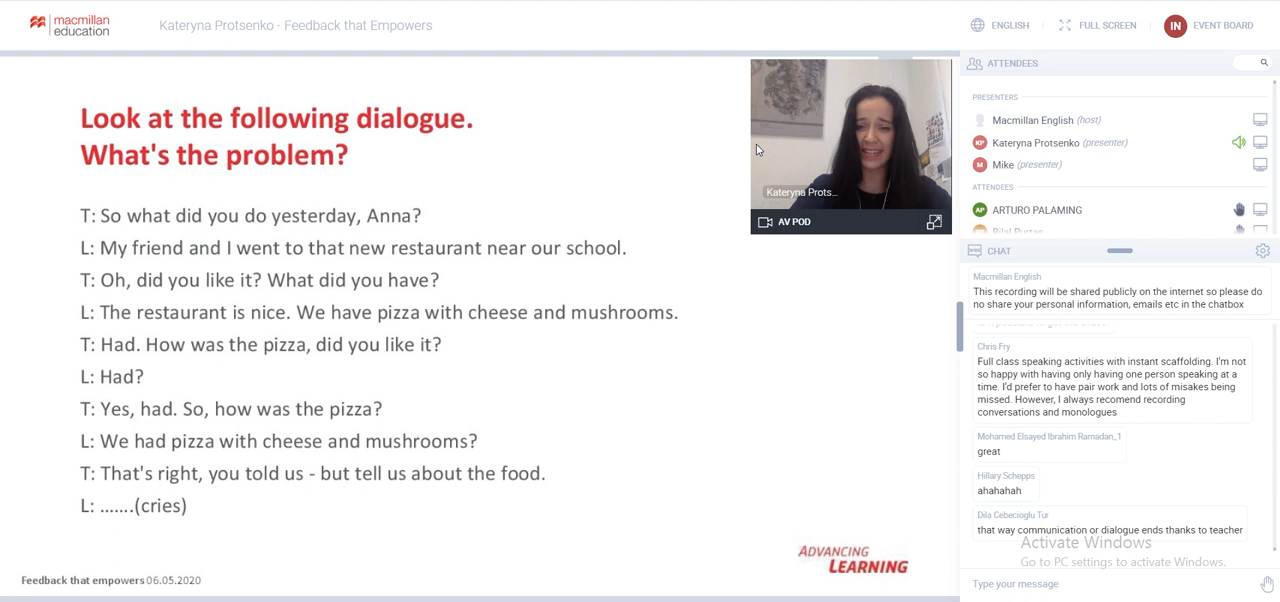 macmillan
education
Kateryna Protsenko - Feedback that Empowers
ENGLISH
FULL SCREEN
IN
EVENT BOARD
Look at the following dialogue.
What's the problem?
T: So what did you do yesterday, Anna?
L: My friend and I went to that new restaurant near our school.
T: Oh, did you like it? What did you have?
L: The restaurant is nice. We have pizza with cheese and mushrooms.
T: Had. How was the pizza, did you like it?
L: Had?
T: Yes, had. So, how was the pizza?
L: We had pizza with cheese and mushrooms?
T: That's right, you told us - but tell us about the food.
L: …….(cries)
ADVANCING
LEARNING
Feedback that empowers 06.05.2020
Kateryna Prots...
AV POD
ATTENDEES
PRESENTERS
Macmillan English (host)
KP Kateryna Protsenko (presenter)
M Mike (presenter)
ATTENDEES
AP ARTURO PALAMING
CHAT
Macmillan English
This recording will be shared publicly on the internet so please do
no share your personal information, emails etc in the chatbox
Chris Fry
Full class speaking activities with instant scaffolding. I'm not
so happy with having only having one person speaking at a
time. I'd prefer to have pair work and lots of misakes being
missed. However, I always recomend recording
conversations and monologues
Mohamed Elsayed Ibrahim Ramadan_1
great
Hillary Schepps
ahahahah
Dila Cebecioglu Tur
that way communication or dialogue ends thanks to teacher
Activate Windows
Go to PC settings to activate Windows.
Type your message